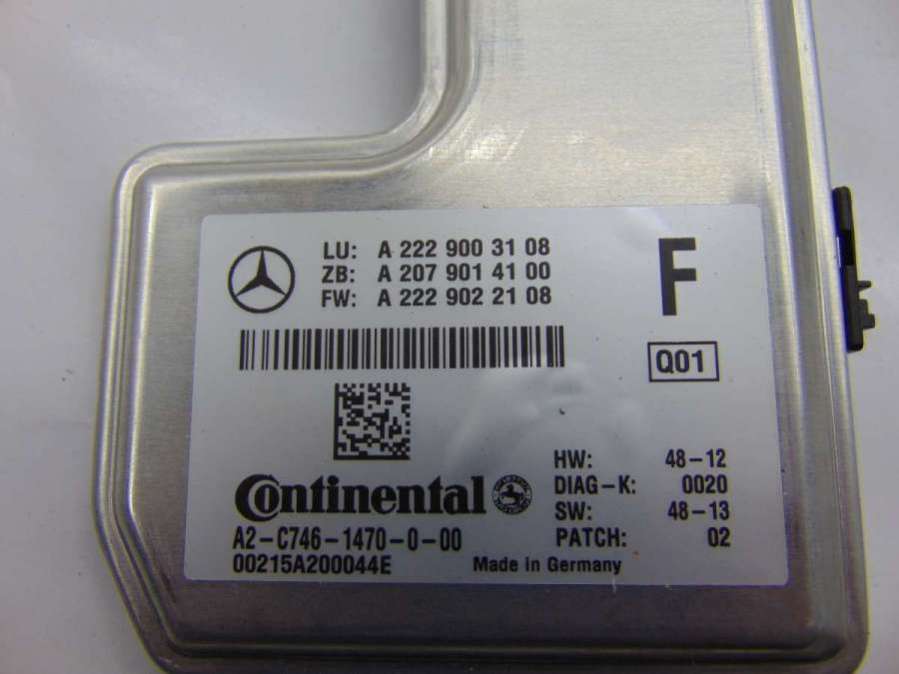 LU: A 222 900 31 08
ZB: A 207 901 41 00
FW: A 222 902 21 08
F
Q01
Continental
A2-C746-1470-0-00
00215A200044E
HW: 48-12
DIAG-K: 0020
SW: 48-13
PATCH: 02
Made in Germany